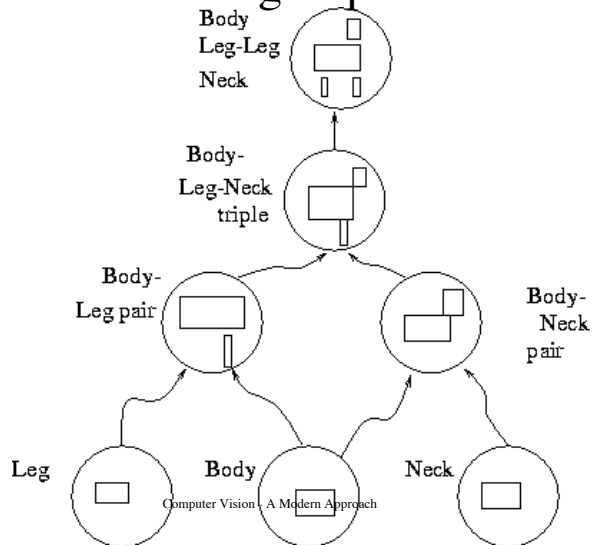 Body
Leg-Leg
Neck
Body-
Leg-Neck
triple
Body-
Leg pair
Body-
Neck
pair
Leg
Body
Neck
Computer Vision - A Modern Approach